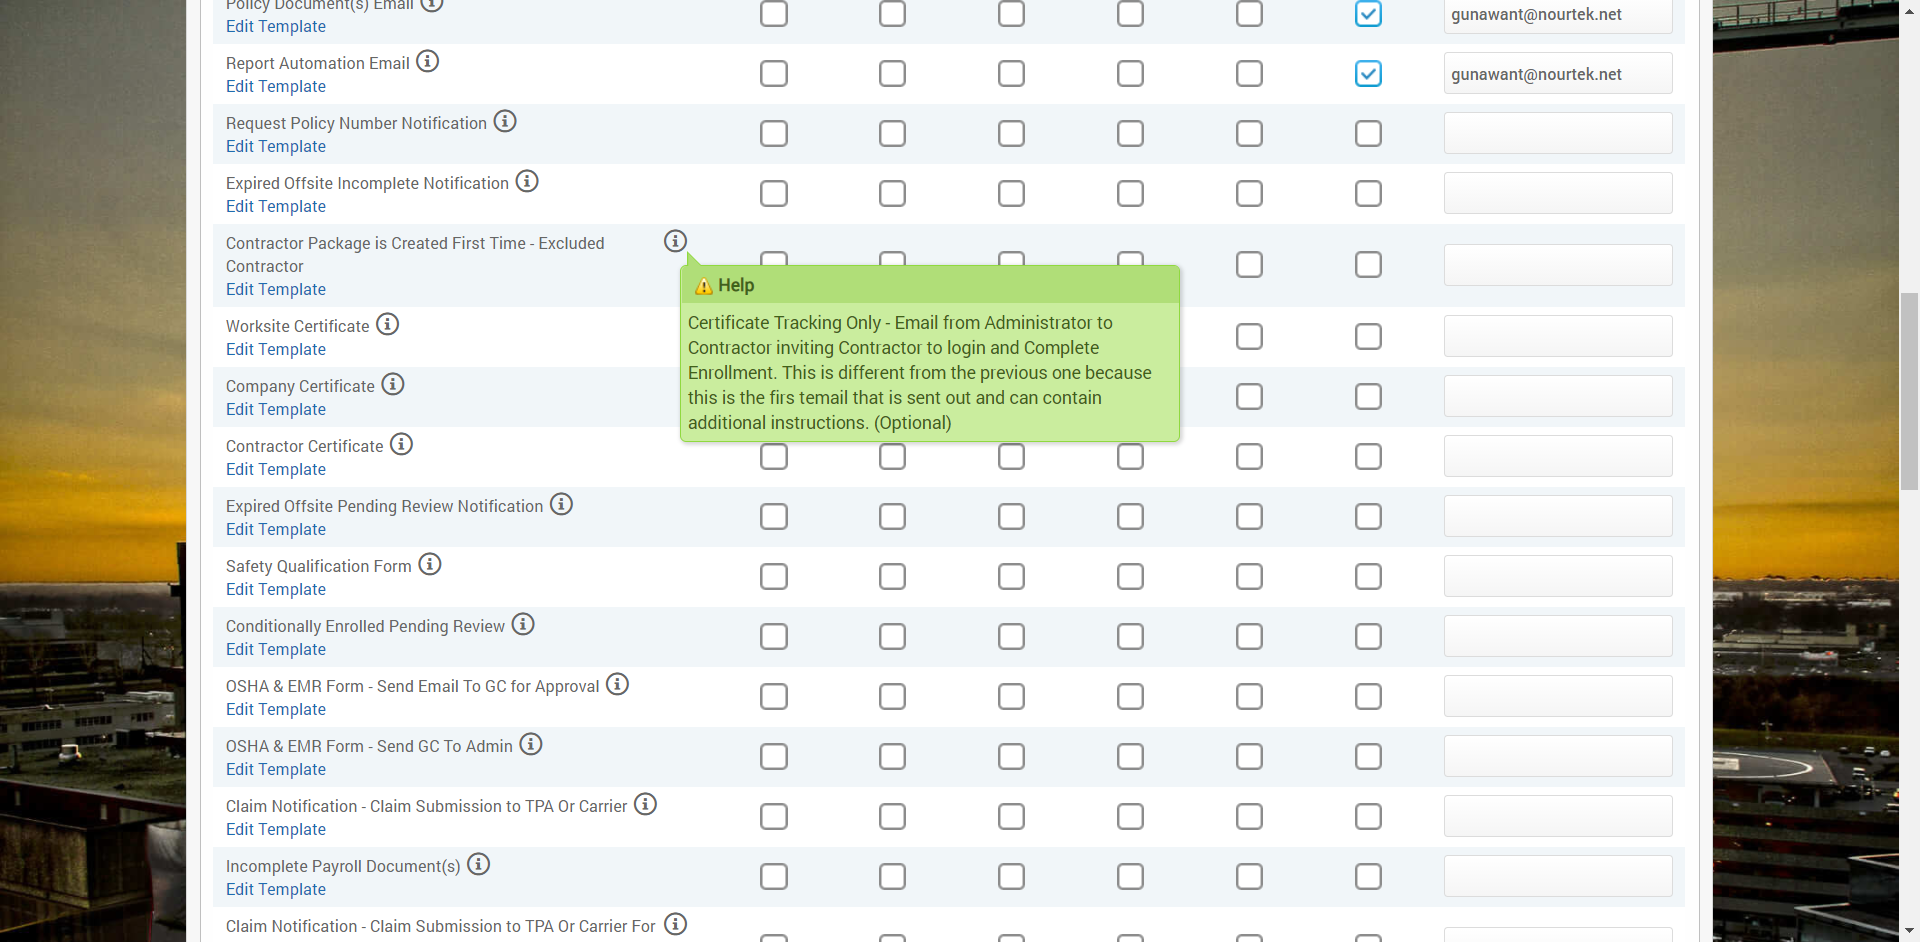 Policy Document(s) Email
Edit Template
gunawant@nourtek.net
Report Automation Email
Edit Template
gunawant@nourtek.net
Request Policy Number Notification
Edit Template
Expired Offsite Incomplete Notification
Edit Template
Contractor Package is Created First Time - Excluded
Contractor
Edit Template
Help
Certificate Tracking Only - Email from Administrator to
Contractor inviting Contractor to login and Complete
Enrollment. This is different from the previous one because
this is the firs temail that is sent out and can contain
additional instructions. (Optional)
Worksite Certificate
Edit Template
Company Certificate
Edit Template
Contractor Certificate
Edit Template
Expired Offsite Pending Review Notification
Edit Template
Safety Qualification Form
Edit Template
Conditionally Enrolled Pending Review
Edit Template
OSHA & EMR Form - Send Email To GC for Approval
Edit Template
OSHA & EMR Form - Send GC To Admin
Edit Template
Claim Notification - Claim Submission to TPA Or Carrier
Edit Template
Incomplete Payroll Document(s)
Edit Template
Claim Notification - Claim Submission to TPA Or Carrier For